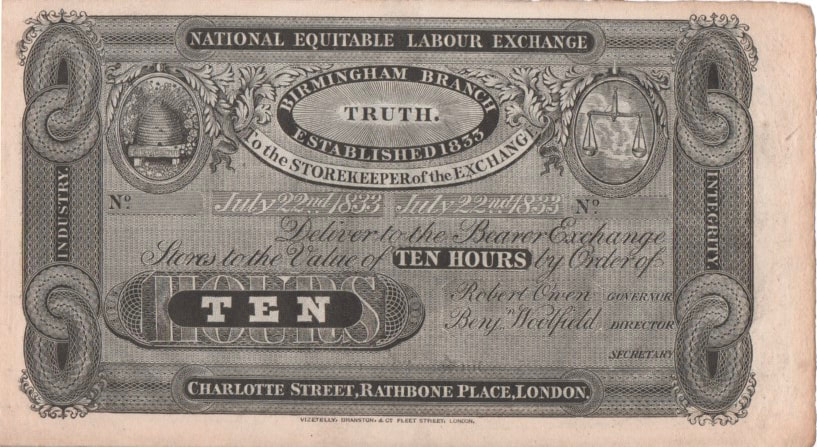 NATIONAL EQUITABLE LABOUR EXCHANGE
BIRMINGHAM BRANCH
TRUTH.
ESTABLISHED 1833
To the STOREKEEPER of the EXCHANGE
INDUSTRY.
INTEGRITY.
No. July 22nd. 1833 July 22nd. 1833 No.
Deliver to the Bearer Exchange
Stores to the Value of TEN HOURS by Order of
HOURS
TEN
Robert Owen GOVERNOR
Benjn. Woolfield DIRECTOR
SECRETARY
CHARLOTTE STREET, RATHBONE PLACE, LONDON.
VIZETELLY, BRANSTON, & CO. FLEET STREET, LONDON.